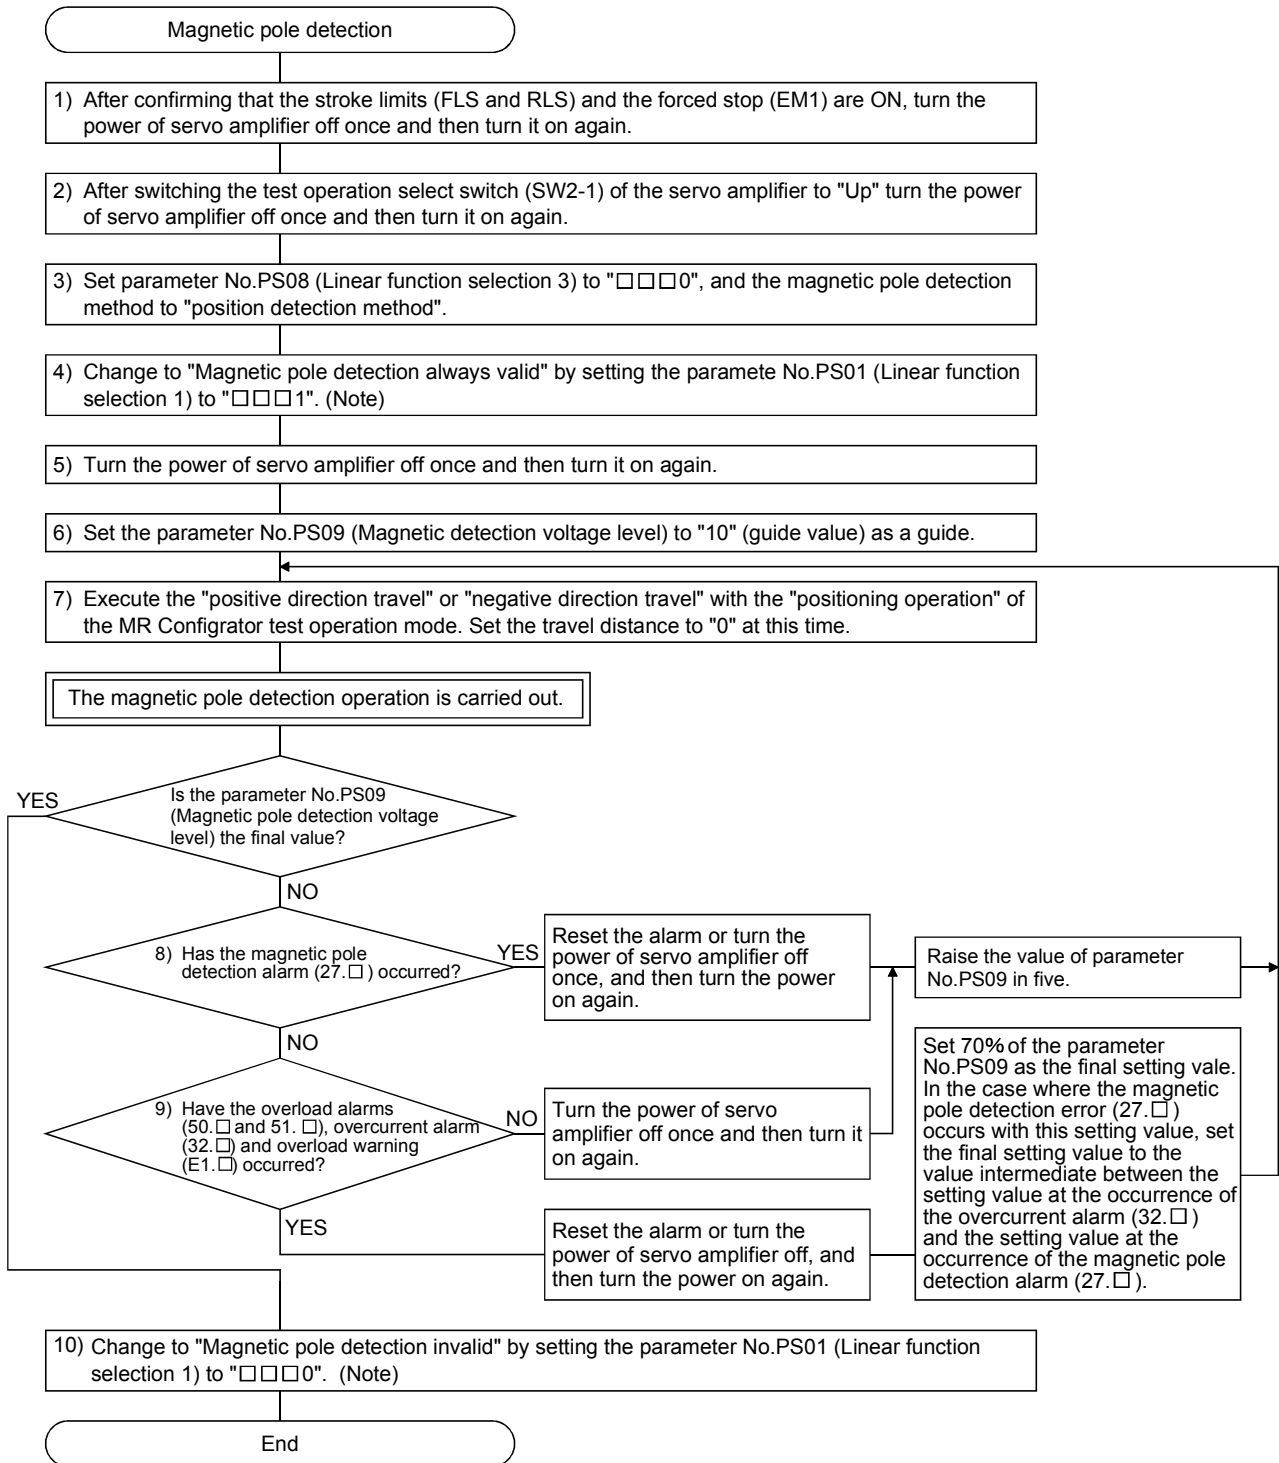 Magnetic pole detection
1) After confirming that the stroke limits (FLS and RLS) and the forced stop (EM1) are ON, turn the
power of servo amplifier off once and then turn it on again.
2) After switching the test operation select switch (SW2-1) of the servo amplifier to "Up" turn the power
of servo amplifier off once and then turn it on again.
3) Set parameter No.PS08 (Linear function selection 3) to "□□□0", and the magnetic pole detection
method to "position detection method".
4) Change to "Magnetic pole detection always valid" by setting the paramete No.PS01 (Linear function
selection 1) to "□□□1". (Note)
5) Turn the power of servo amplifier off once and then turn it on again.
6) Set the parameter No.PS09 (Magnetic detection voltage level) to "10" (guide value) as a guide.
7) Execute the "positive direction travel" or "negative direction travel" with the "positioning operation" of
the MR Configrator test operation mode. Set the travel distance to "0" at this time.
The magnetic pole detection operation is carried out.
YES
Is the parameter No.PS09
(Magnetic pole detection voltage
level) the final value?
NO
8) Has the magnetic pole
detection alarm (27.□) occurred?
YES
Reset the alarm or turn the
power of servo amplifier off
once, and then turn the power
on again.
Raise the value of parameter
No.PS09 in five.
NO
9) Have the overload alarms
(50.□ and 51. □), overcurrent alarm
(32.□) and overload warning
(E1.□) occurred?
NO
Turn the power of servo
amplifier off once and then turn it
on again.
YES
Reset the alarm or turn the
power of servo amplifier off, and
then turn the power on again.
Set 70% of the parameter
No.PS09 as the final setting vale.
In the case where the magnetic
pole detection error (27.□)
occurs with this setting value, set
the final setting value to the
value intermediate between the
setting value at the occurrence of
the overcurrent alarm (32.□)
and the setting value at the
occurrence of the magnetic pole
detection alarm (27.□).
10) Change to "Magnetic pole detection invalid" by setting the parameter No.PS01 (Linear function
selection 1) to "□□□0". (Note)
End